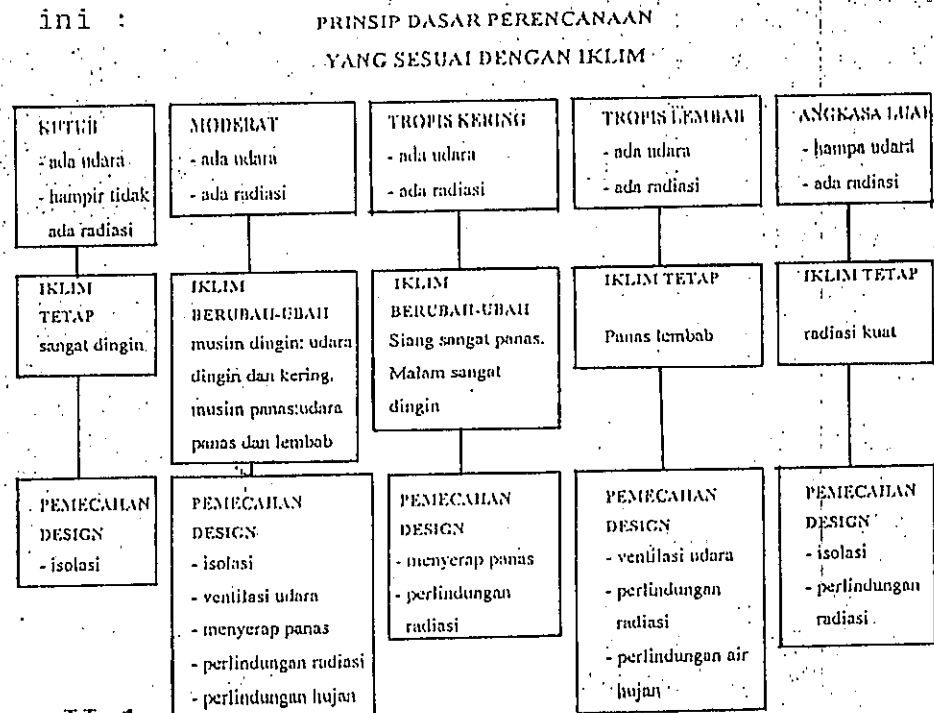 ini :
PRINSIP DASAR PERENCANAAN
YANG SESUAI DENGAN IKLIM
KUTUB
- ada udara
- hampir tidak
ada radiasi
MODERAT
- ada udara
- ada radiasi
TROPIS KERING
- ada udara
- ada radiasi
TROPIS LEMBAB
- ada udara
- ada radiasi
ANGKASA LUAR
- hampa udara
- ada radiasi
IKLIM
TETAP
sangat dingin
IKLIM
BERUBAH-UBAH
musim dingin: udara
dingin dan kering,
musim panas:udara
panas dan lembab
IKLIM
BERUBAH-UBAH
Siang sangat panas.
Malam sangat
dingin
IKLIM TETAP
Panas lembab
IKLIM TETAP
radiasi kuat
PEMECAHAN
DESIGN
- isolasi
PEMECAHAN
DESIGN
- isolasi
- ventilasi udara
- menyerap panas
- perlindungan radiasi
- perlindungan hujan
PEMECAHAN
DESIGN
- menyerap panas
- perlindungan
radiasi
PEMECAHAN
DESIGN
- ventilasi udara
- perlindungan
radiasi
- perlindungan air
hujan
PEMECAHAN
DESIGN
- isolasi
- perlindungan
radiasi